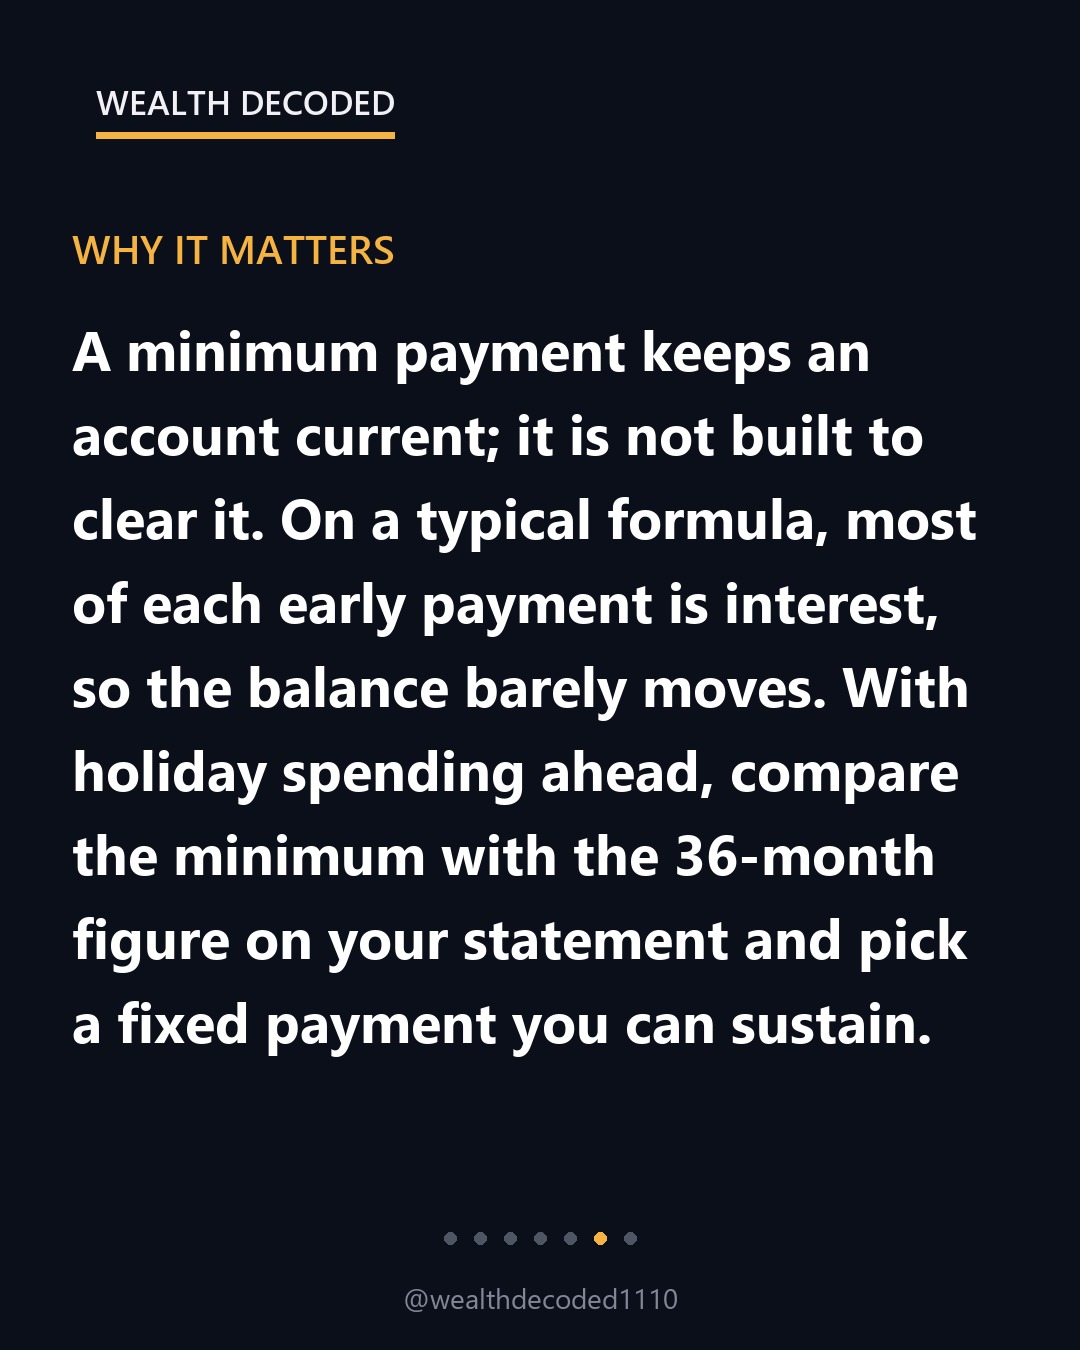 WEALTH DECODED
WHY IT MATTERS
A minimum payment keeps an
account current; it is not built to
clear it. On a typical formula, most
of each early payment is interest,
so the balance barely moves. With
holiday spending ahead, compare
the minimum with the 36-month
figure on your statement and pick
a fixed payment you can sustain.
@wealthdecoded1110